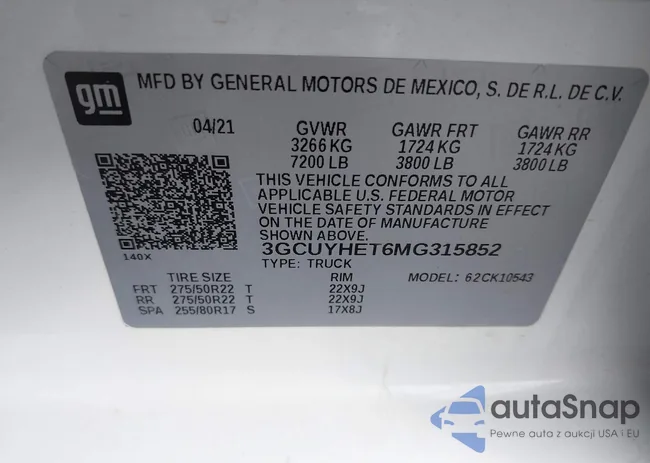 gm
MFD BY GENERAL MOTORS DE MEXICO, S. DE R.L. DE C.V.
04/21 GVWR GAWR FRT GAWR RR
3266 KG 1724 KG 1724 KG
7200 LB 3800 LB 3800 LB
THIS VEHICLE CONFORMS TO ALL
APPLICABLE U.S. FEDERAL MOTOR
VEHICLE SAFETY STANDARDS IN EFFECT
ON THE DATE OF MANUFACTURE
SHOWN ABOVE.
3GCUYHET6MG315852
140X
TYPE: TRUCK
TIRE SIZE RIM MODEL: 62CK10543
FRT 275/50R22 T 22X9J
RR 275/50R22 T 22X9J
SPA 255/80R17 S 17X8J
autaSnap
Pewne auta z aukcji USA i EU